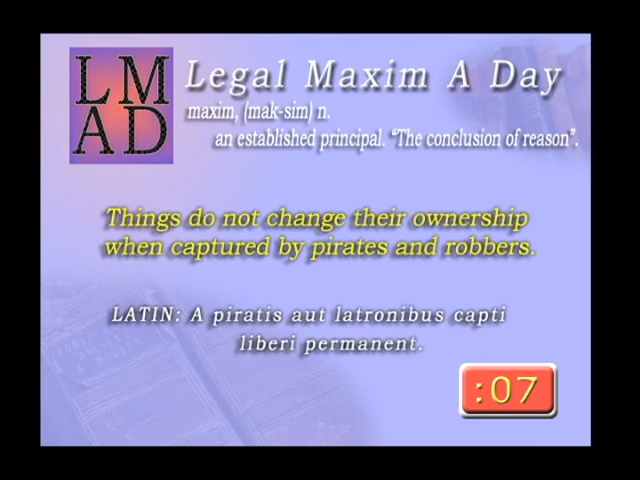 LM
AD
Legal Maxim A Day
maxim, (mak-sim) n.
an established principal. "The conclusion of reason".
Things do not change their ownership
when captured by pirates and robbers.
LATIN: A piratis aut latronibus capti
liberi permanent.
:07